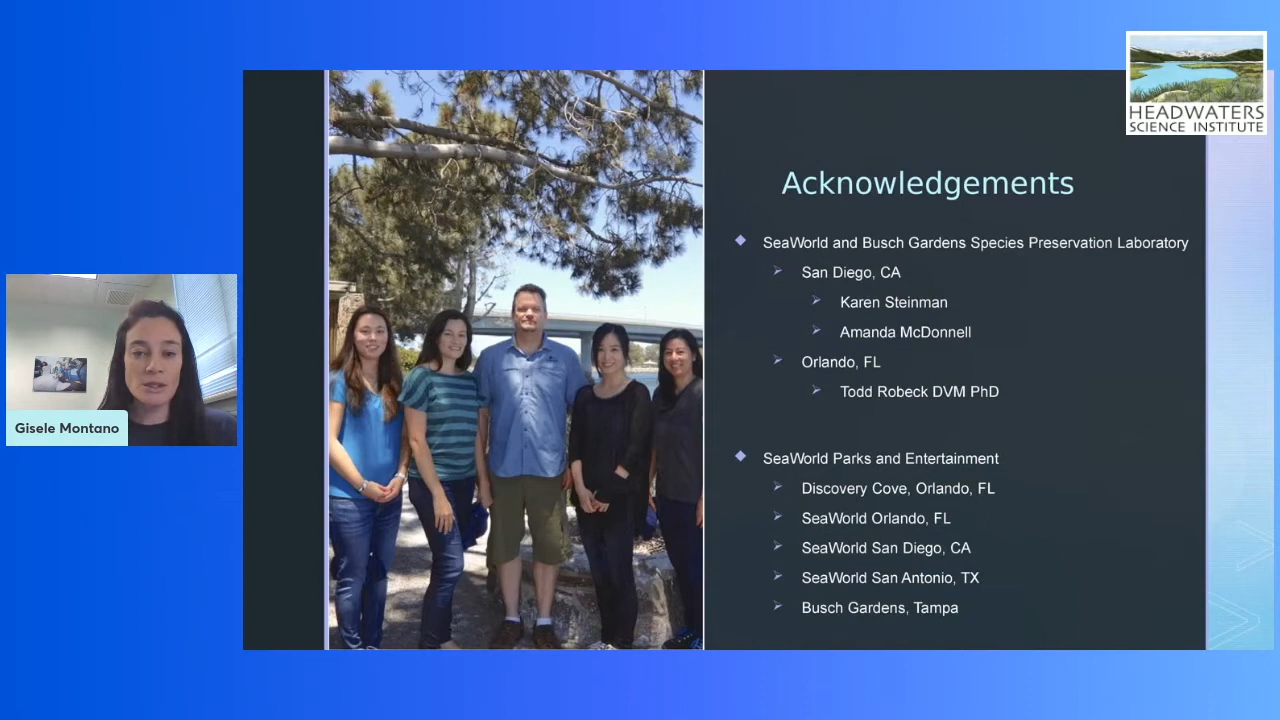 HEADWATERS
SCIENCE INSTITUTE
Acknowledgements
SeaWorld and Busch Gardens Species Preservation Laboratory
San Diego, CA
Karen Steinman
Amanda McDonnell
Orlando, FL
Todd Robeck DVM PhD
SeaWorld Parks and Entertainment
Discovery Cove, Orlando, FL
SeaWorld Orlando, FL
SeaWorld San Diego, CA
SeaWorld San Antonio, TX
Busch Gardens, Tampa
Gisele Montano